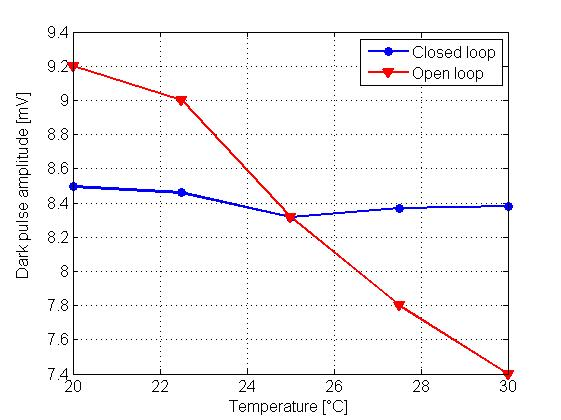 9.4
9.2
9
8.8
8.6
8.4
8.2
8
7.8
7.6
7.4
Dark pulse amplitude [mV]
Closed loop
Open loop
20 22 24 26 28 30
Temperature [°C]